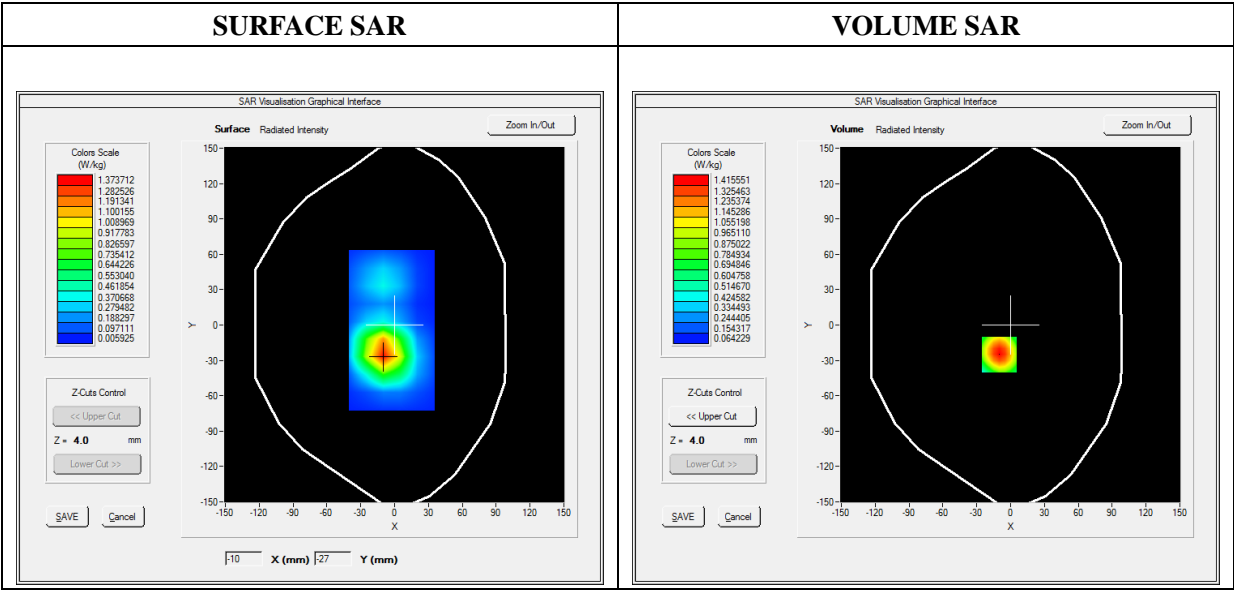 SURFACE SAR
VOLUME SAR
SAR Visualisation Graphical Interface
Surface Radiated Intensity
Zoom In/Out
Colors Scale
(W/kg)
1.373712
1.282526
1.191341
1.100155
1.008969
0.917783
0.826597
0.735412
0.644226
0.553040
0.461854
0.370668
0.279482
0.188297
0.097111
0.005925
Z-Cuts Control
<< Upper Cut
Z = 4.0 mm
Lower Cut >>
SAVE Cancel
150
120
90
60
30
0
-30
-60
-90
-120
-150
Y
-150 -120 -90 -60 -30 0 30 60 90 120 150
X
-10 X (mm) -27 Y (mm)
SAR Visualisation Graphical Interface
Volume Radiated Intensity
Zoom In/Out
Colors Scale
(W/kg)
1.415551
1.325463
1.235374
1.145286
1.055198
0.965110
0.875022
0.784934
0.694846
0.604758
0.514670
0.424582
0.334493
0.244405
0.154317
0.064229
Z-Cuts Control
<< Upper Cut
Z = 4.0 mm
Lower Cut >>
SAVE Cancel
150
120
90
60
30
0
-30
-60
-90
-120
-150
Y
-150 -120 -90 -60 -30 0 30 60 90 120 150
X